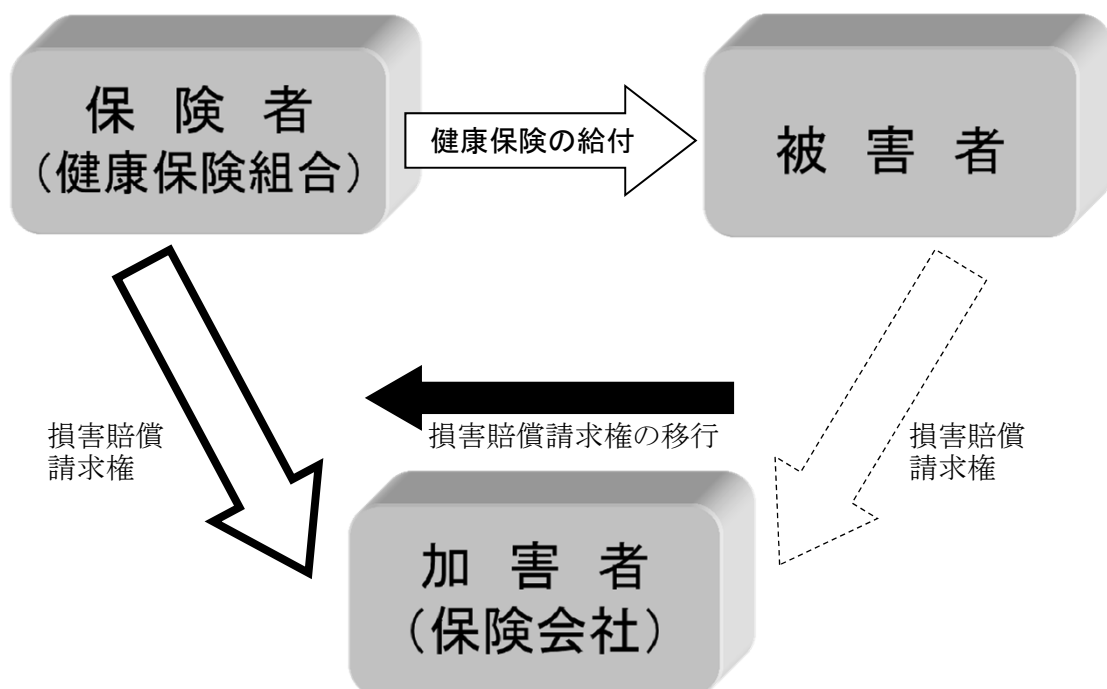 保 険 者
（健康保険組合）
健康保険の給付
被 害 者
損害賠償
請求権
損害賠償請求権の移行
損害賠償
請求権
加 害 者
（保険会社）